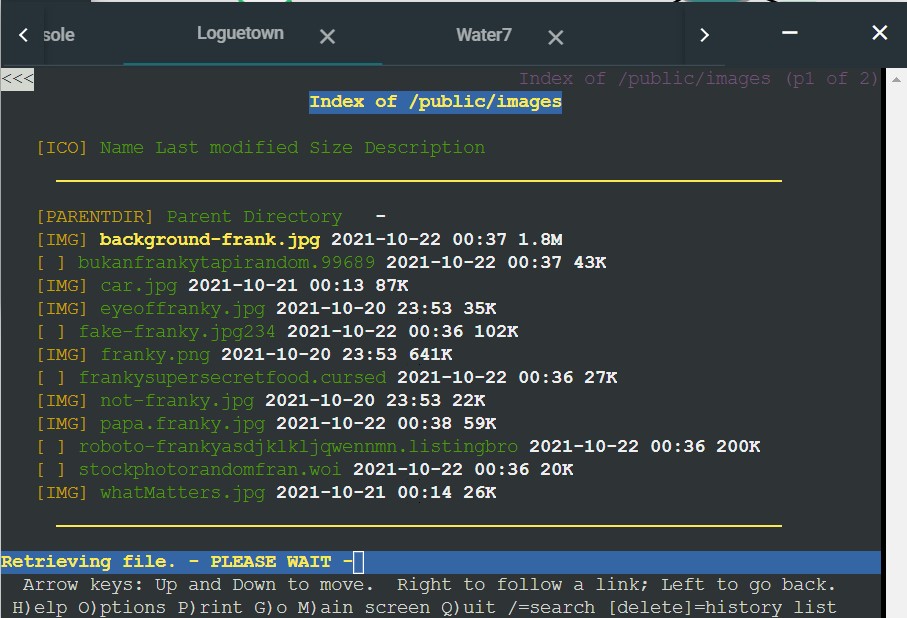 sole Loguetown Water7
<<< Index of /public/images (p1 of 2)
Index of /public/images
[ICO] Name Last modified Size Description
[PARENTDIR] Parent Directory -
[IMG] background-frank.jpg 2021-10-22 00:37 1.8M
[ ] bukanfrankytapirandom.99689 2021-10-22 00:37 43K
[IMG] car.jpg 2021-10-21 00:13 87K
[IMG] eyeoffranky.jpg 2021-10-20 23:53 35K
[ ] fake-franky.jpg234 2021-10-22 00:36 102K
[IMG] franky.png 2021-10-20 23:53 641K
[ ] frankysupersecretfood.cursed 2021-10-22 00:36 27K
[IMG] not-franky.jpg 2021-10-20 23:53 22K
[IMG] papa.franky.jpg 2021-10-22 00:38 59K
[ ] roboto-frankyasdjklkljqwennmn.listingbro 2021-10-22 00:36 200K
[ ] stockphotorandomfran.woi 2021-10-22 00:36 20K
[IMG] whatMatters.jpg 2021-10-21 00:14 26K
Retrieving file. - PLEASE WAIT -
Arrow keys: Up and Down to move. Right to follow a link; Left to go back.
H)elp O)ptions P)rint G)o M)ain screen Q)uit /=search [delete]=history list